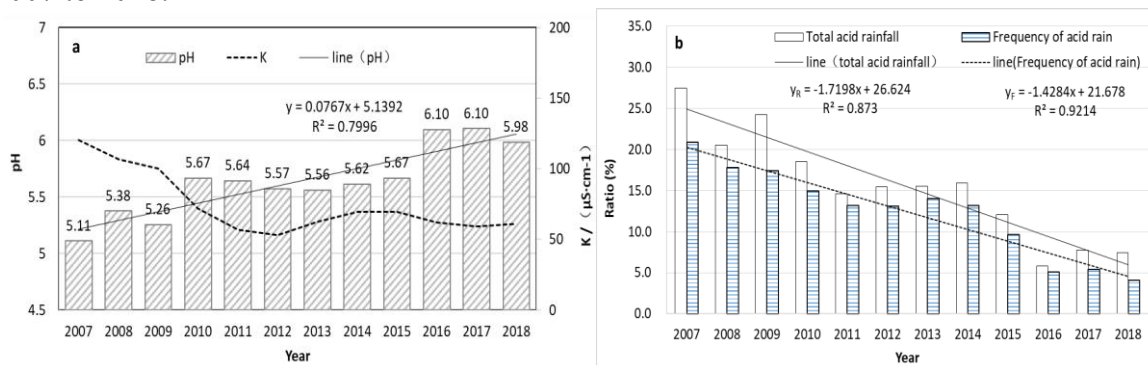 7
a
pH
K
line（pH）
200
6.5
150
y = 0.0767x + 5.1392
R² = 0.7996
6.10
6.10
5.98
6
5.67
5.64
5.57
5.56
5.62
5.67
100
5.5
5.38
5.26
5.11
50
5
4.5
0
pH
K /（μS·cm-1）
2007 2008 2009 2010 2011 2012 2013 2014 2015 2016 2017 2018
Year
35.0
b
Total acid rainfall
Frequency of acid rain
line（total acid rainfall）
line(Frequency of acid rain)
30.0
yR = -1.7198x + 26.624
R² = 0.873
yF = -1.4284x + 21.678
R² = 0.9214
25.0
20.0
15.0
10.0
5.0
0.0
Ratio (%)
2007 2008 2009 2010 2011 2012 2013 2014 2015 2016 2017 2018
Year